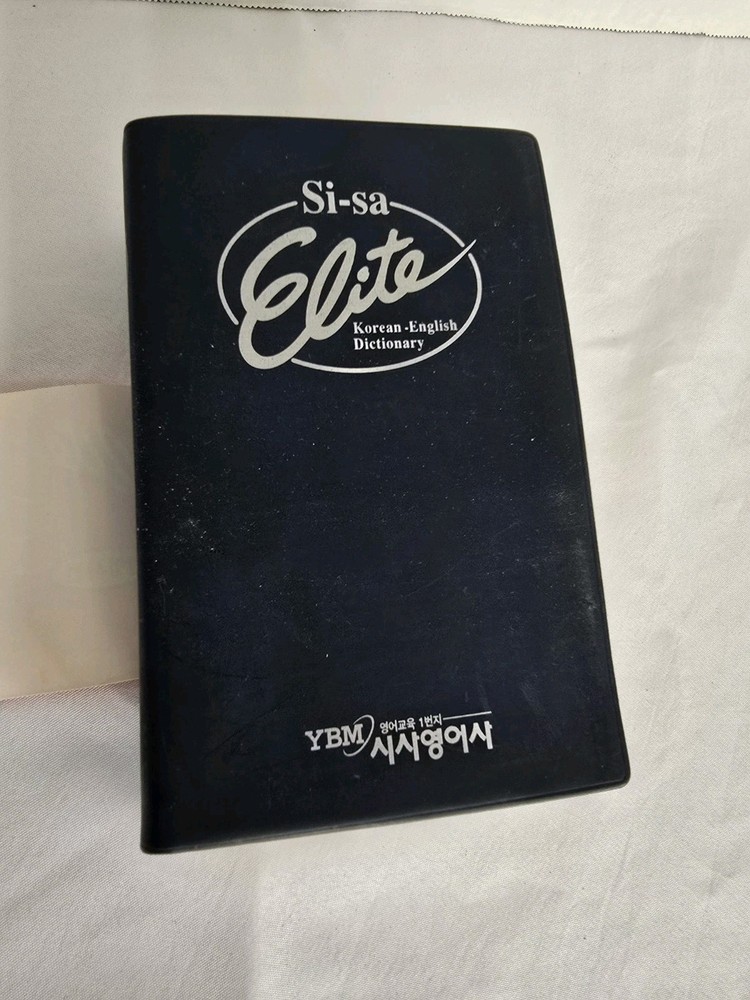 Si-sa
Elite
Korean-English
Dictionary
YBM 영어교육 1번지
시사영어사